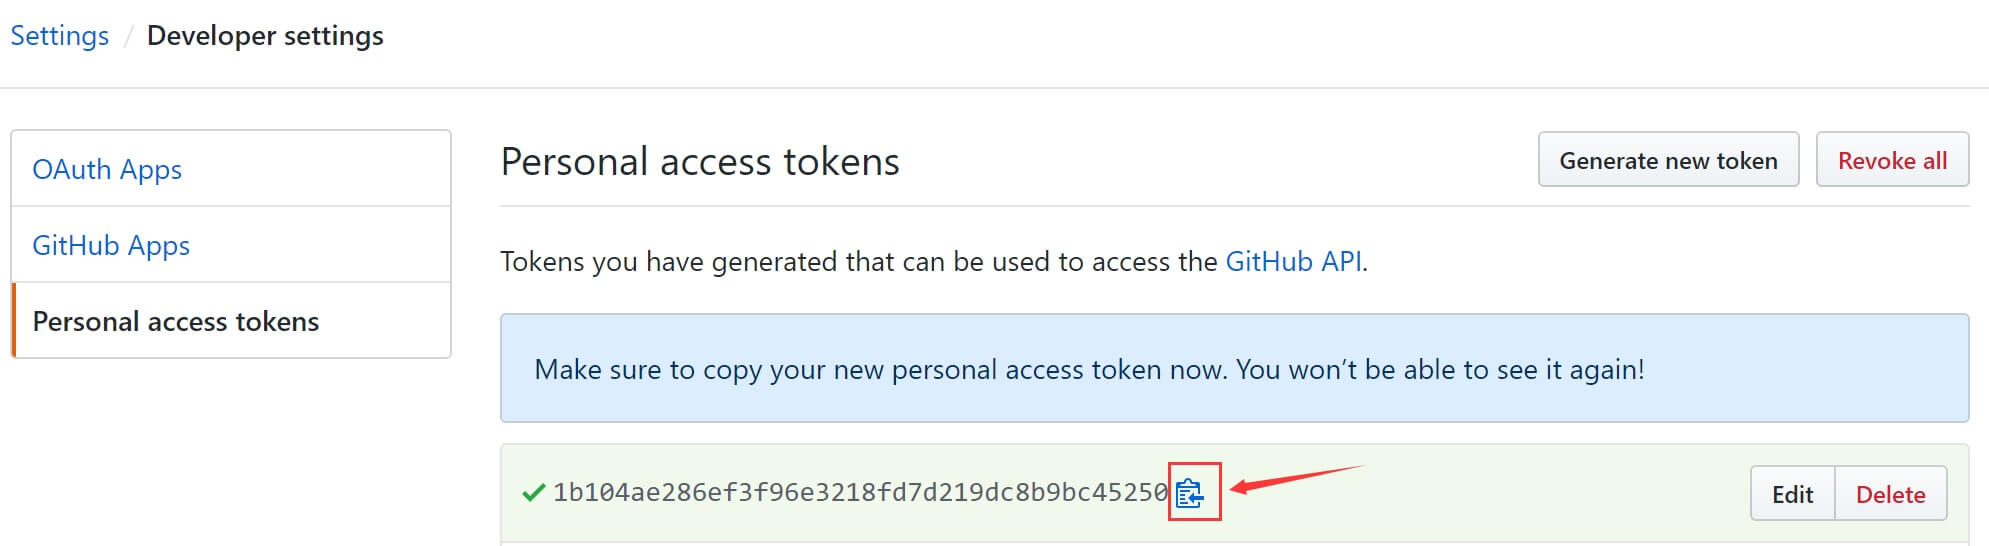 Settings / Developer settings
OAuth Apps
GitHub Apps
Personal access tokens
Personal access tokens
Generate new token
Revoke all
Tokens you have generated that can be used to access the GitHub API.
Make sure to copy your new personal access token now. You won’t be able to see it again!
1b104ae286ef3f96e3218fd7d219dc8b9bc45250
Edit
Delete